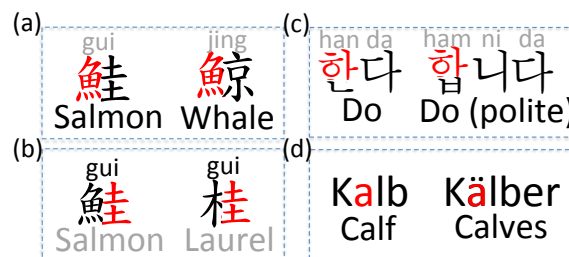 (a)
gui jing
鮭 鯨
Salmon Whale
(b)
gui gui
鮭 桂
Salmon Laurel
(c)
han da ham ni da
한다 합니다
Do Do (polite)
(d)
Kalb Kälber
Calf Calves